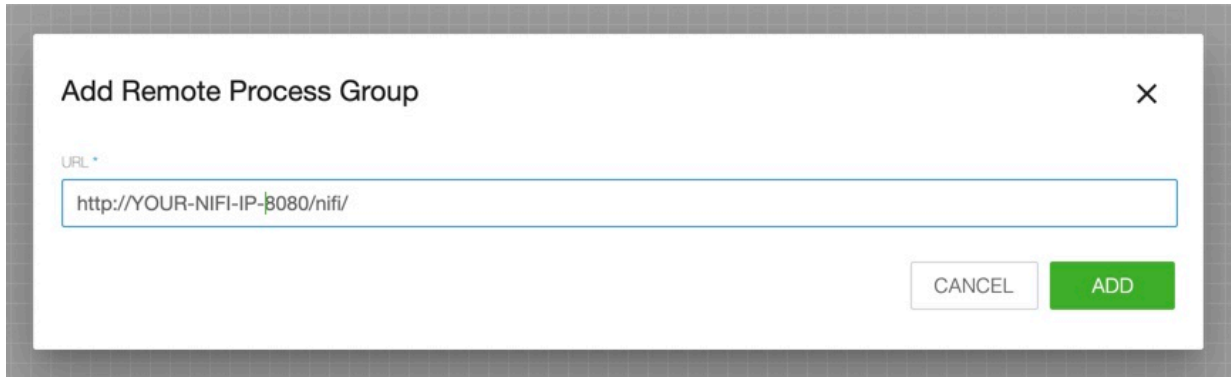 Add Remote Process Group
URL *
http://YOUR-NIFI-IP-8080/nifi/
CANCEL ADD